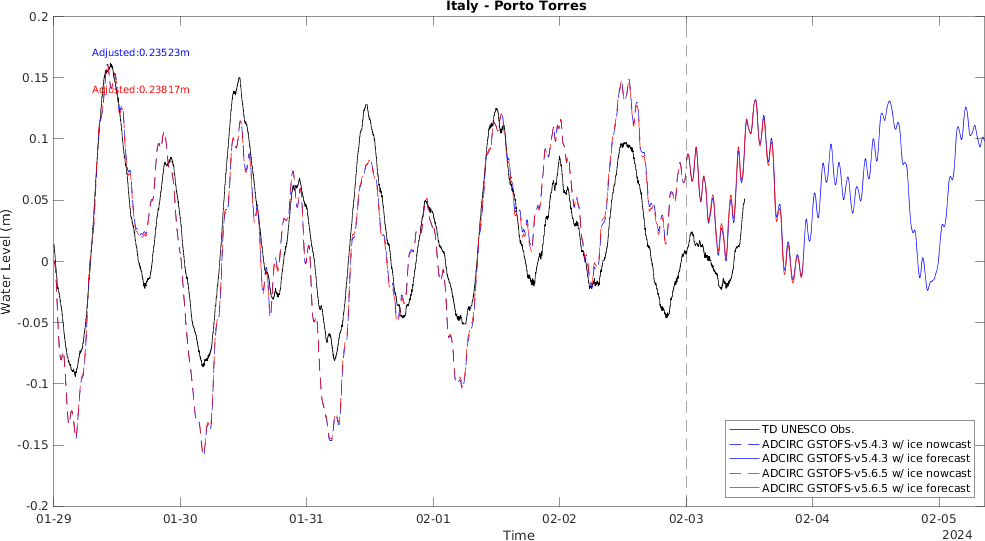 Italy - Porto Torres
0.2
0.15
0.1
0.05
0
-0.05
-0.1
-0.15
-0.2
Water Level (m)
Adjusted:0.23523m
Adjusted:0.23817m
TD UNESCO Obs.
ADCIRC GSTOFS-v5.4.3 w/ ice nowcast
ADCIRC GSTOFS-v5.4.3 w/ ice forecast
ADCIRC GSTOFS-v5.6.5 w/ ice nowcast
ADCIRC GSTOFS-v5.6.5 w/ ice forecast
01-29 01-30 01-31 02-01 02-02 02-03 02-04 02-05
Time
2024